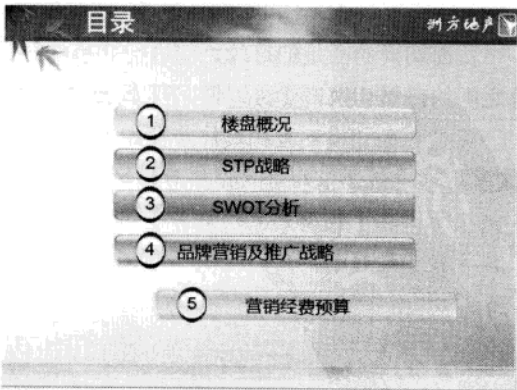 目录
洲方地产
1 楼盘概况
2 STP战略
3 SWOT分析
4 品牌营销及推广战略
5 营销经费预算